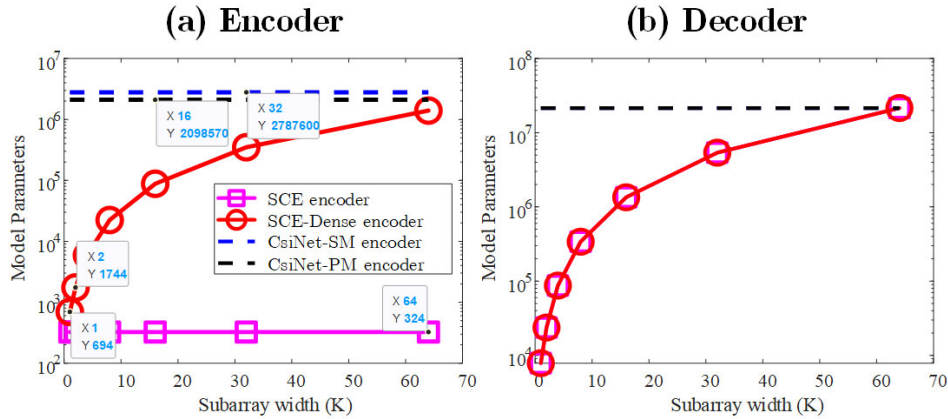 (a) Encoder
10^7
10^6
10^5
10^4
10^3
10^2
Model Parameters
X 16
Y 2098570
X 32
Y 2787600
X 2
Y 1744
X 1
Y 694
X 64
Y 324
SCE encoder
SCE-Dense encoder
CsiNet-SM encoder
CsiNet-PM encoder
0 10 20 30 40 50 60 70
Subarray width (K)
(b) Decoder
10^8
10^7
10^6
10^5
10^4
Model Parameters
0 10 20 30 40 50 60 70
Subarray width (K)